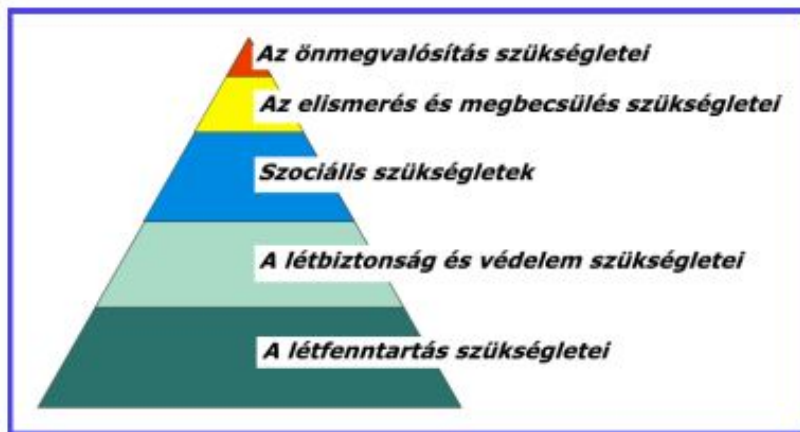 Az önmegvalósítás szükségletei
Az elismerés és megbecsülés szükségletei
Szociális szükségletek
A létbiztonság és védelem szükségletei
A létfenntartás szükségletei